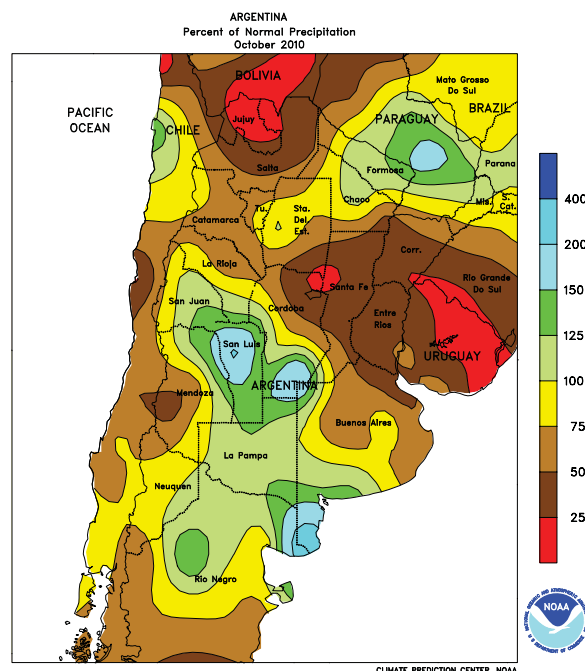 ARGENTINA
Percent of Normal Precipitation
October 2010
BOLIVIA
Mato Grosso
Do Sul
BRAZIL
PACIFIC
OCEAN
CHILE
Jujuy
PARAGUAY
Salta
Formosa
Parana
Chaco
Mis.
S.
Cat.
Tu.
Sta.
Del
Est.
Catamarca
Corr.
La Rioja
Rio Grande
Do Sul
San Juan
Santa Fe
Cordoba
Entre
Rios
San Luis
URUGUAY
ARGENTINA
Mendoza
Buenos Aires
La Pampa
Neuquen
Rio Negro
400
200
150
125
100
75
50
25
NOAA
CLIMATE PREDICTION CENTER, NOAA